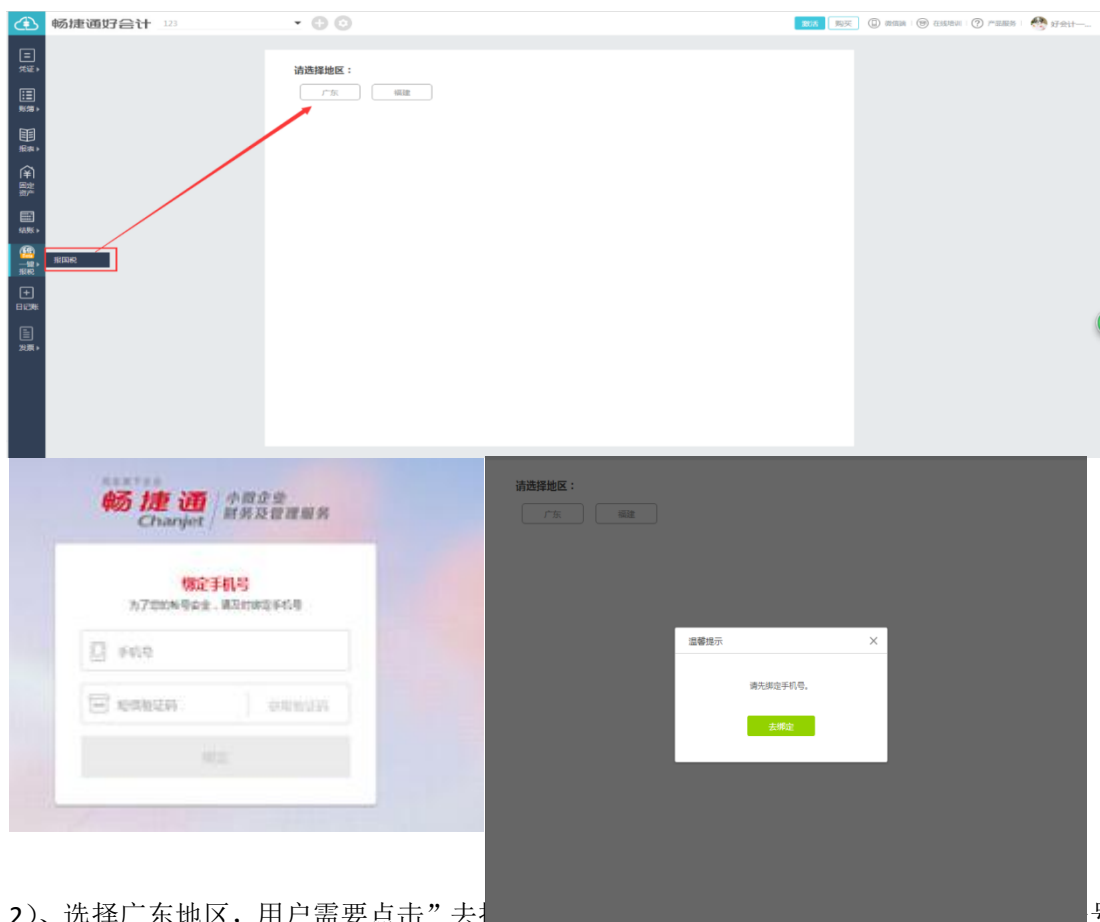 畅捷通好会计 123
激活 购买 微信端 在线培训 产品服务 好会计一...
凭证
账簿
报表
固定
资产
结账
一键
报税
报国税
日记账
发票
请选择地区：
广东 福建
畅捷通
Chanjet
小微企业
财务及管理服务
绑定手机号
为了您的帐号安全，请及时绑定手机号
手机号
短信验证码 获取验证码
绑定
请选择地区：
广东 福建
温馨提示
请先绑定手机号。
去绑定
2）、选择广东地区，用户需要点击”去